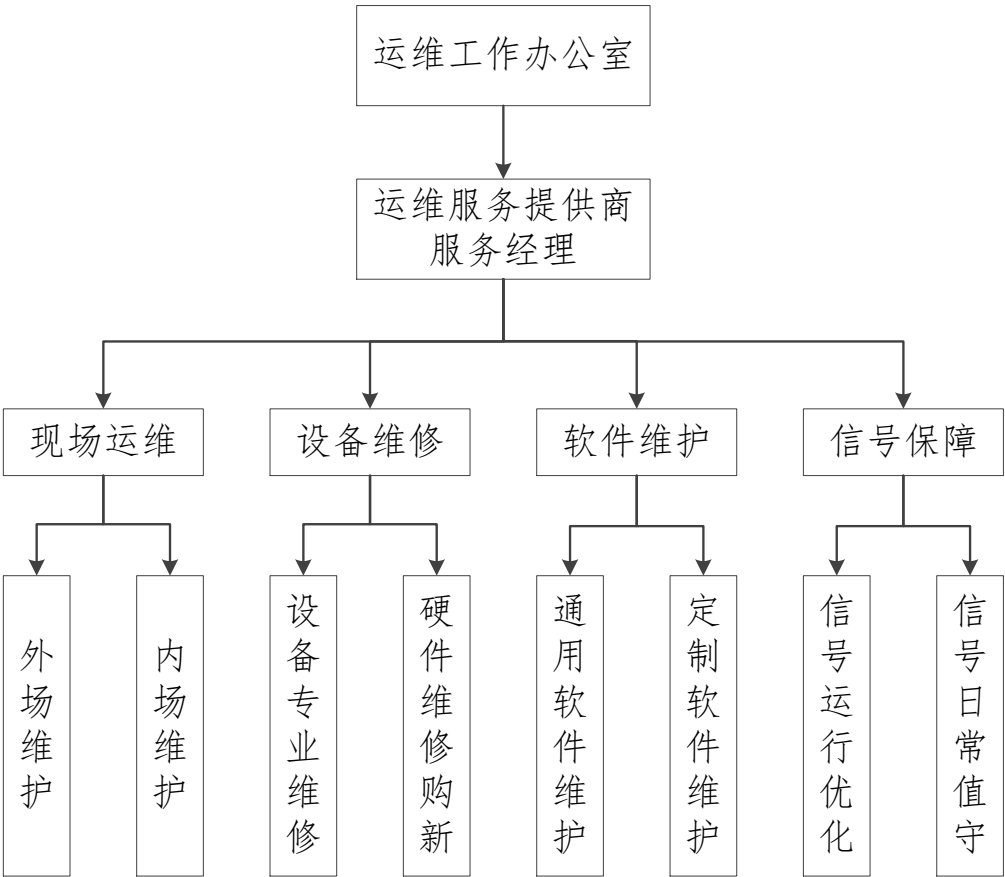 运维工作办公室
运维服务提供商
服务经理
现场运维
设备维修
软件维护
信号保障
外场维护
内场维护
设备专业维修
硬件维修购新
通用软件维护
定制软件维护
信号运行优化
信号日常值守